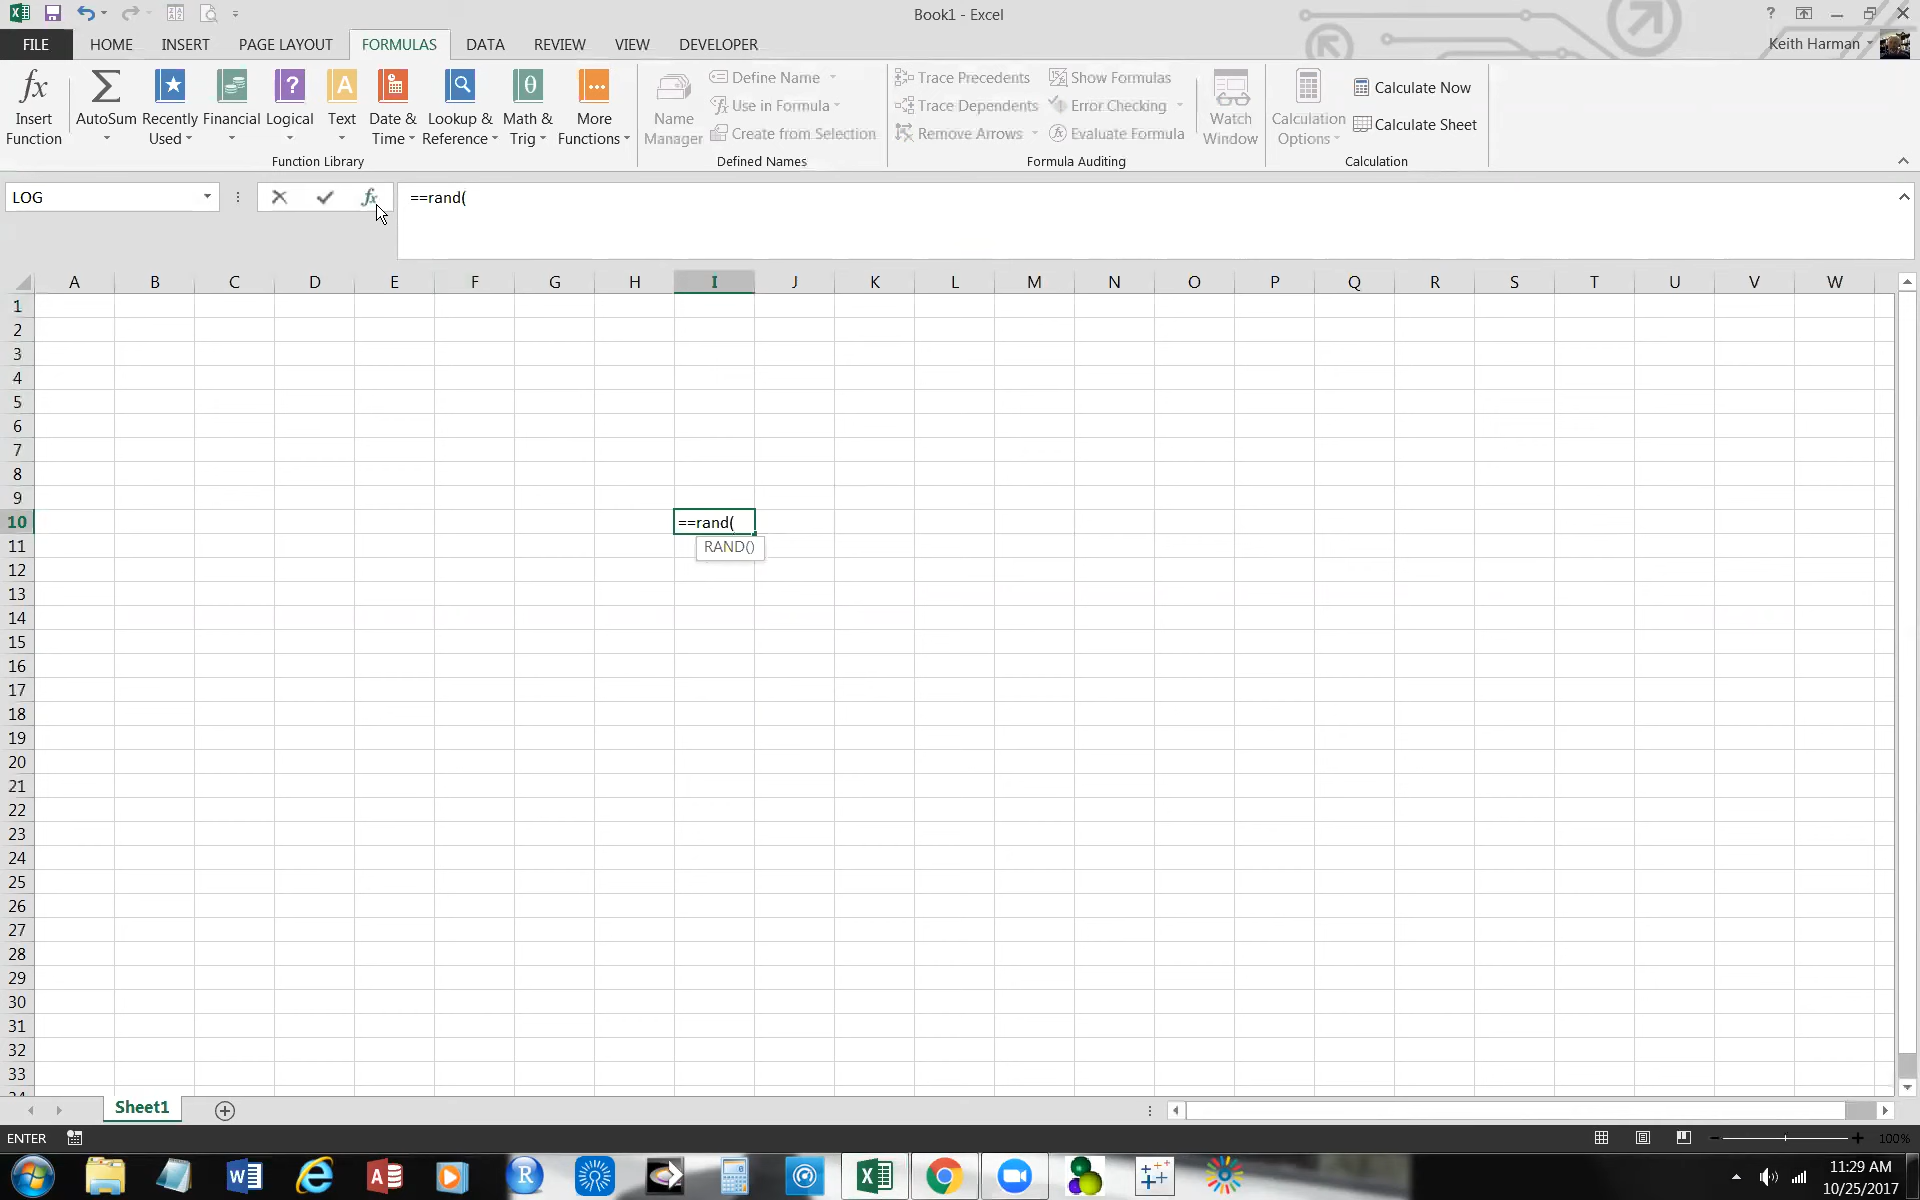 Book1 - Excel
FILE HOME INSERT PAGE LAYOUT FORMULAS DATA REVIEW VIEW DEVELOPER
Keith Harman
Insert Function
AutoSum
Recently Used
Financial
Logical
Text
Date & Time
Lookup & Reference
Math & Trig
More Functions
Function Library
Name Manager
Define Name
Use in Formula
Create from Selection
Defined Names
Trace Precedents
Trace Dependents
Remove Arrows
Show Formulas
Error Checking
Evaluate Formula
Formula Auditing
Watch Window
Calculation Options
Calculate Now
Calculate Sheet
Calculation
LOG
fx
==rand(
A B C D E F G H I J K L M N O P Q R S T U V W
1
2
3
4
5
6
7
8
9
10 ==rand(
RAND()
11
12
13
14
15
16
17
18
19
20
21
22
23
24
25
26
27
28
29
30
31
32
33
Sheet1
ENTER
100%
11:29 AM
10/25/2017